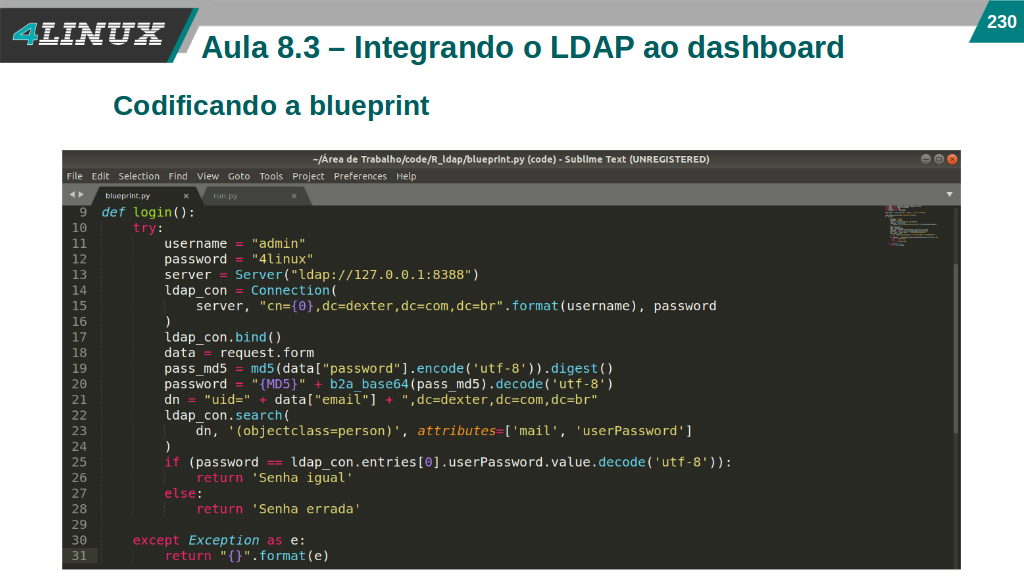 4LINUX
230
Aula 8.3 – Integrando o LDAP ao dashboard
Codificando a blueprint
~/Área de Trabalho/code/R_ldap/blueprint.py (code) - Sublime Text (UNREGISTERED)
File Edit Selection Find View Goto Tools Project Preferences Help
blueprint.py × run.py ×
9 def login():
10 try:
11 username = "admin"
12 password = "4linux"
13 server = Server("ldap://127.0.0.1:8388")
14 ldap_con = Connection(
15 server, "cn={0},dc=dexter,dc=com,dc=br".format(username), password
16 )
17 ldap_con.bind()
18 data = request.form
19 pass_md5 = md5(data["password"].encode('utf-8')).digest()
20 password = "{MD5}" + b2a_base64(pass_md5).decode('utf-8')
21 dn = "uid=" + data["email"] + ",dc=dexter,dc=com,dc=br"
22 ldap_con.search(
23 dn, '(objectclass=person)', attributes=['mail', 'userPassword']
24 )
25 if (password == ldap_con.entries[0].userPassword.value.decode('utf-8')):
26 return 'Senha igual'
27 else:
28 return 'Senha errada'
29
30 except Exception as e:
31 return "{}".format(e)